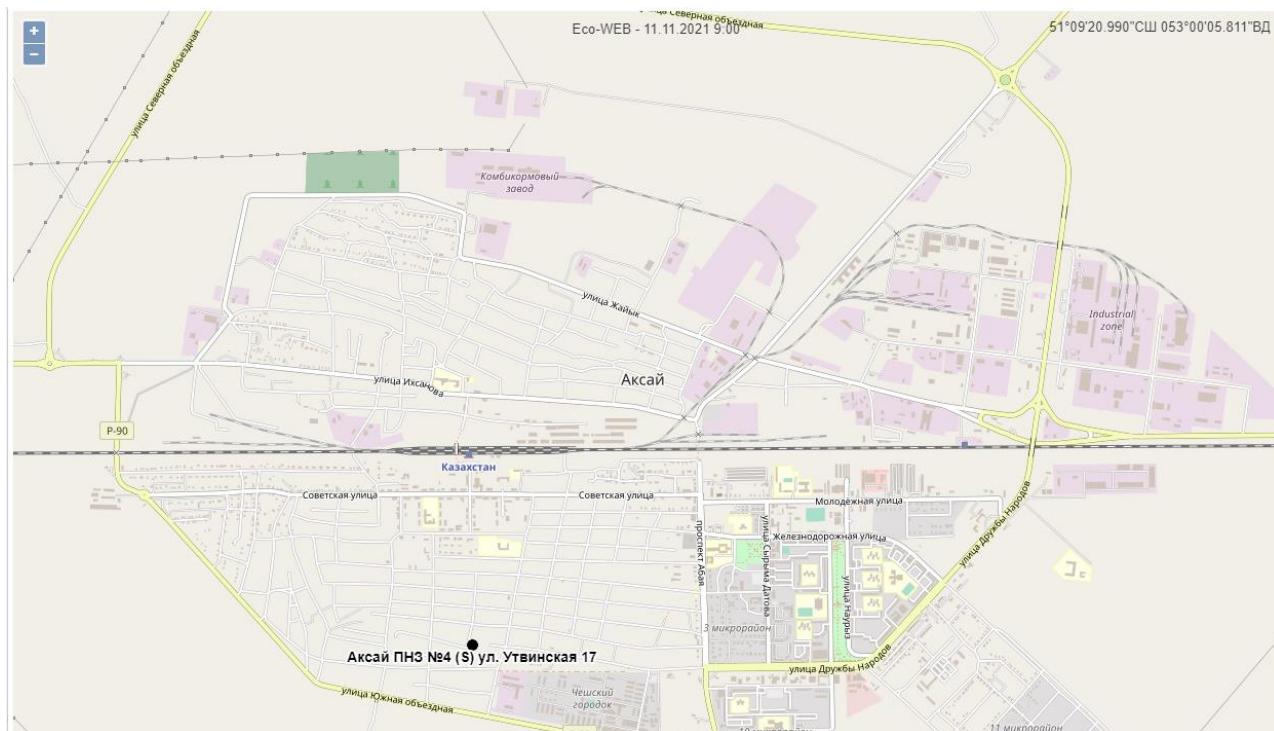 +
−
улица Северная объездная
Eco-WEB - 11.11.2021 9:00
51°09'20.990"СШ 053°00'05.811"ВД
улица Северная объездная
Комбикормовый
завод
улица Жайык
Industrial
zone
улица Ихсанова
Аксай
P-90
Казахстан
Советская улица
Советская улица
Молодёжная улица
Железнодорожная улица
проспект Абая
улица Сырыма Датова
улица Наурыз
улица Дружбы Народов
3 микрорайон
Аксай ПНЗ №4 (S) ул. Утвинская 17
улица Дружбы Народов
улица Южная объездная
Чешский
городок
10 микрорайон
11 микрорайон